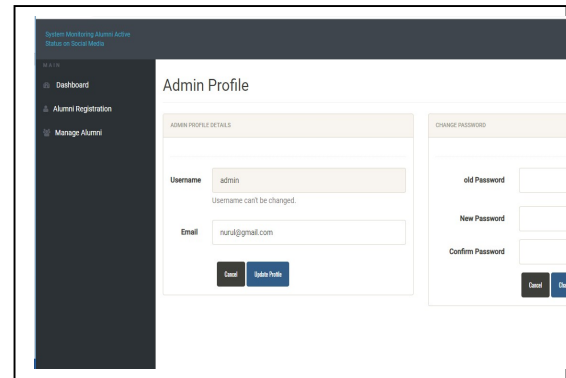 System Monitoring Alumni Active
Status on Social Media
MAIN
Dashboard
Alumni Registration
Manage Alumni
Admin Profile
ADMIN PROFILE DETAILS
Username
admin
Username can't be changed.
Email
nurul@gmail.com
Cancel
Update Profile
CHANGE PASSWORD
old Password
New Password
Confirm Password
Cancel